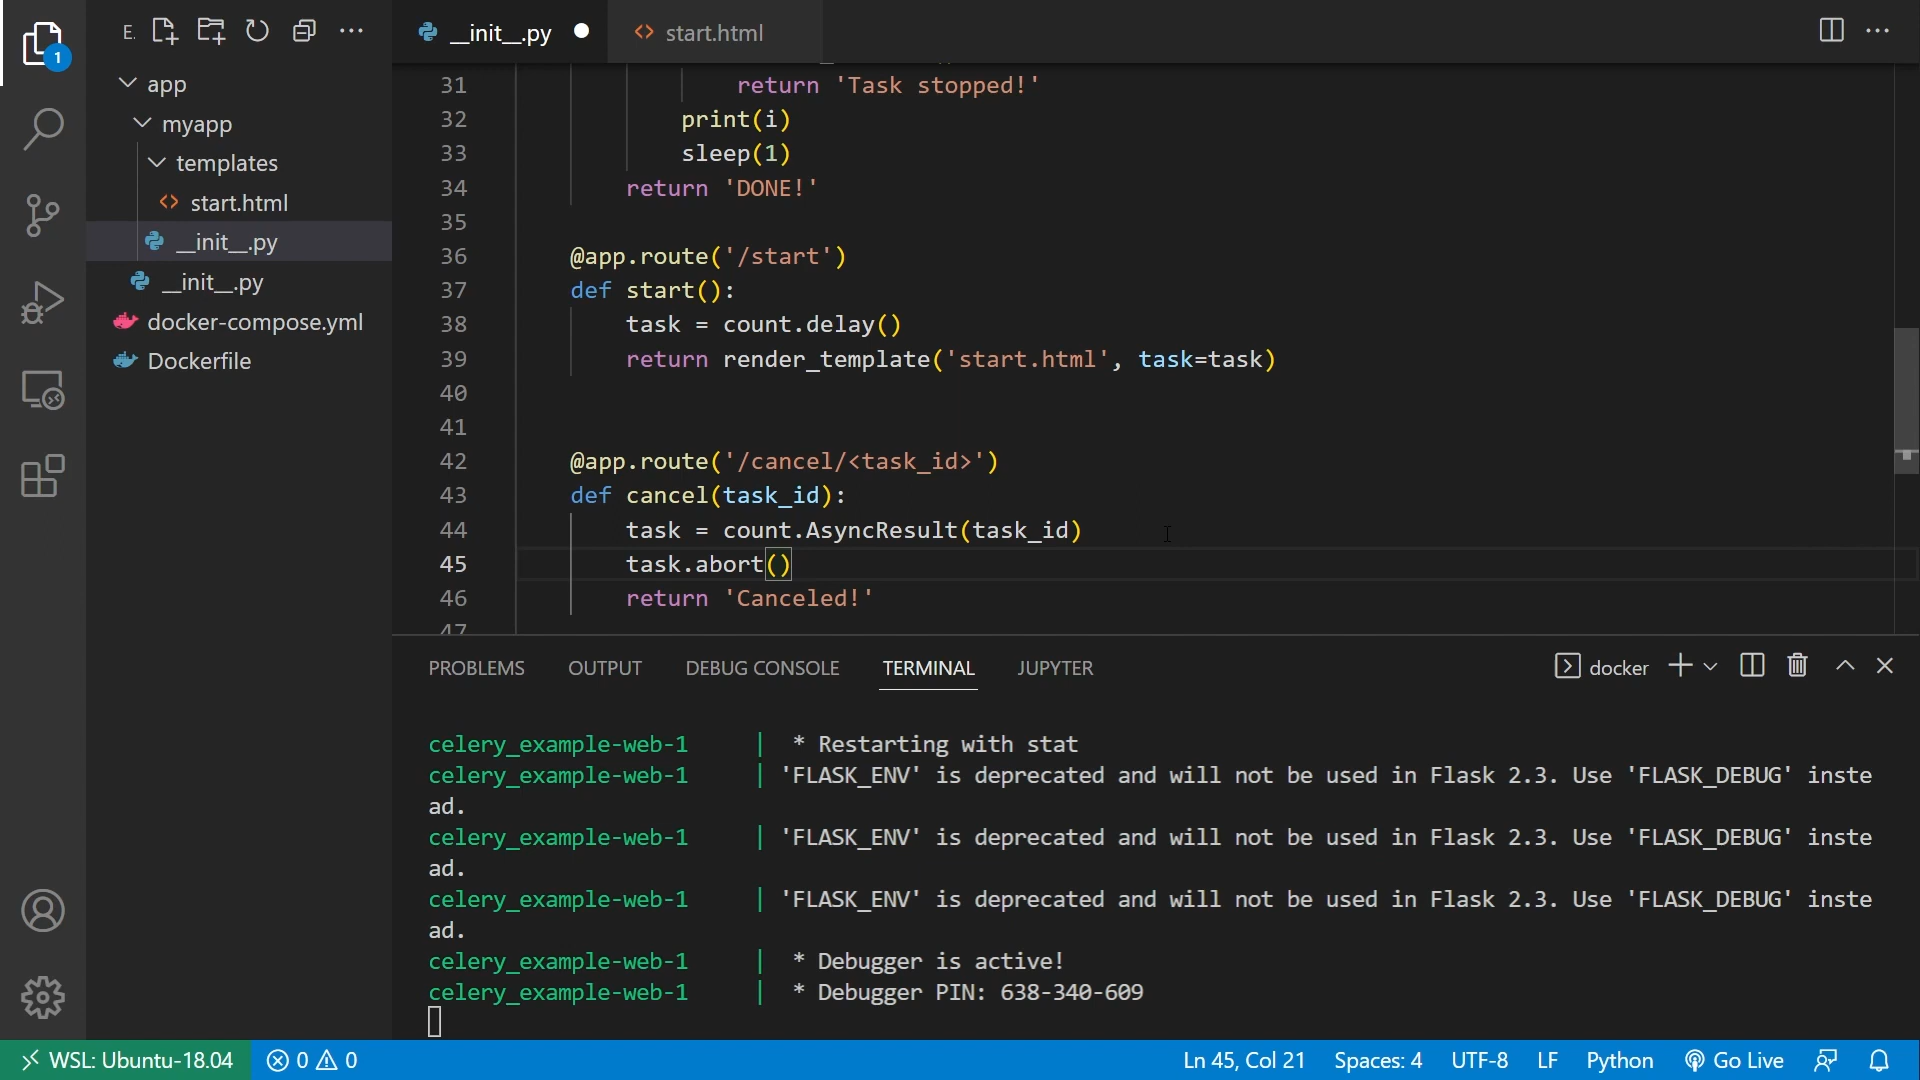 E.
__init__.py
start.html
1
app
myapp
templates
start.html
__init__.py
__init__.py
docker-compose.yml
Dockerfile
31 return 'Task stopped!'
32 print(i)
33 sleep(1)
34 return 'DONE!'
35
36 @app.route('/start')
37 def start():
38 task = count.delay()
39 return render_template('start.html', task=task)
40
41
42 @app.route('/cancel/<task_id>')
43 def cancel(task_id):
44 task = count.AsyncResult(task_id)
45 task.abort()
46 return 'Canceled!'
47
PROBLEMS OUTPUT DEBUG CONSOLE TERMINAL JUPYTER docker
celery_example-web-1 | * Restarting with stat
celery_example-web-1 | 'FLASK_ENV' is deprecated and will not be used in Flask 2.3. Use 'FLASK_DEBUG' inste
ad.
celery_example-web-1 | 'FLASK_ENV' is deprecated and will not be used in Flask 2.3. Use 'FLASK_DEBUG' inste
ad.
celery_example-web-1 | 'FLASK_ENV' is deprecated and will not be used in Flask 2.3. Use 'FLASK_DEBUG' inste
ad.
celery_example-web-1 | * Debugger is active!
celery_example-web-1 | * Debugger PIN: 638-340-609
WSL: Ubuntu-18.04 0 0 Ln 45, Col 21 Spaces: 4 UTF-8 LF Python Go Live